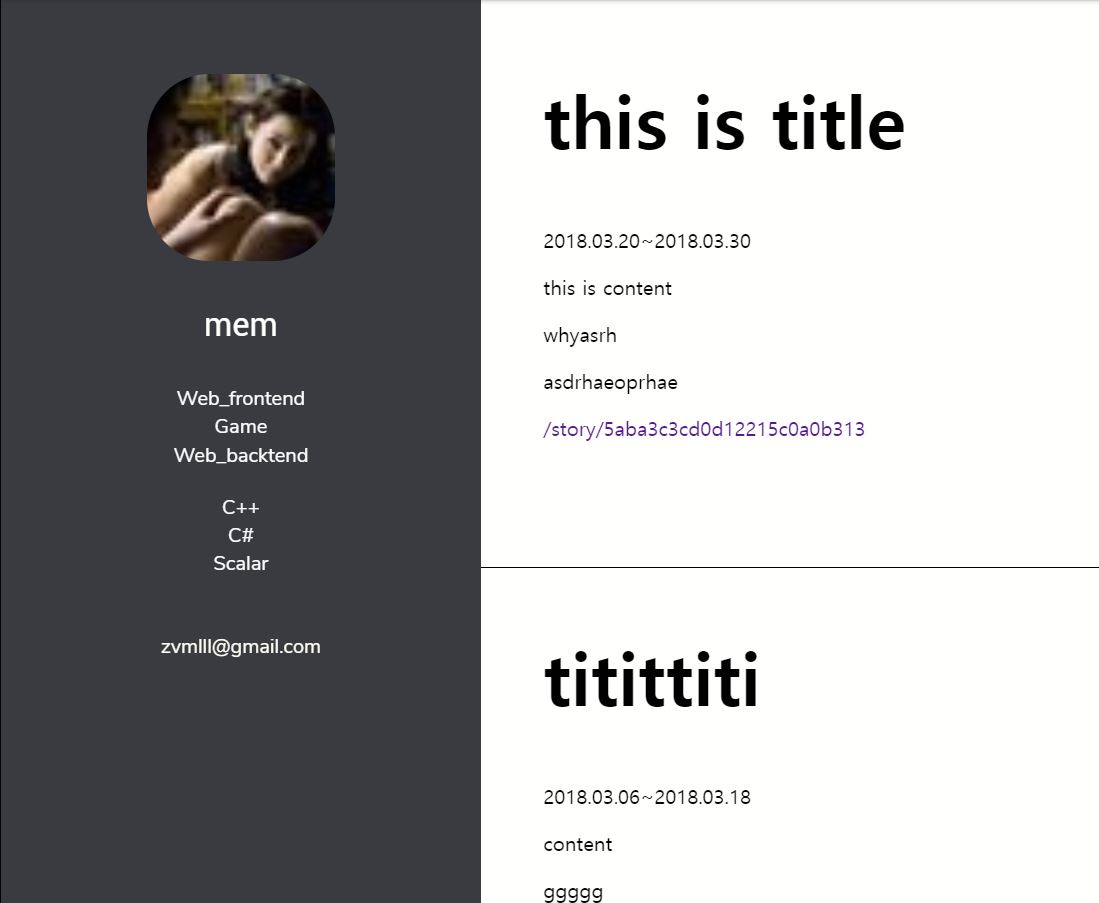 mem
Web_frontend
Game
Web_backtend
C++
C#
Scalar
zvmlll@gmail.com
this is title
2018.03.20~2018.03.30
this is content
whyasrh
asdrhaeoprhae
/story/5aba3c3cd0d12215c0a0b313
titittiti
2018.03.06~2018.03.18
content
ggggg